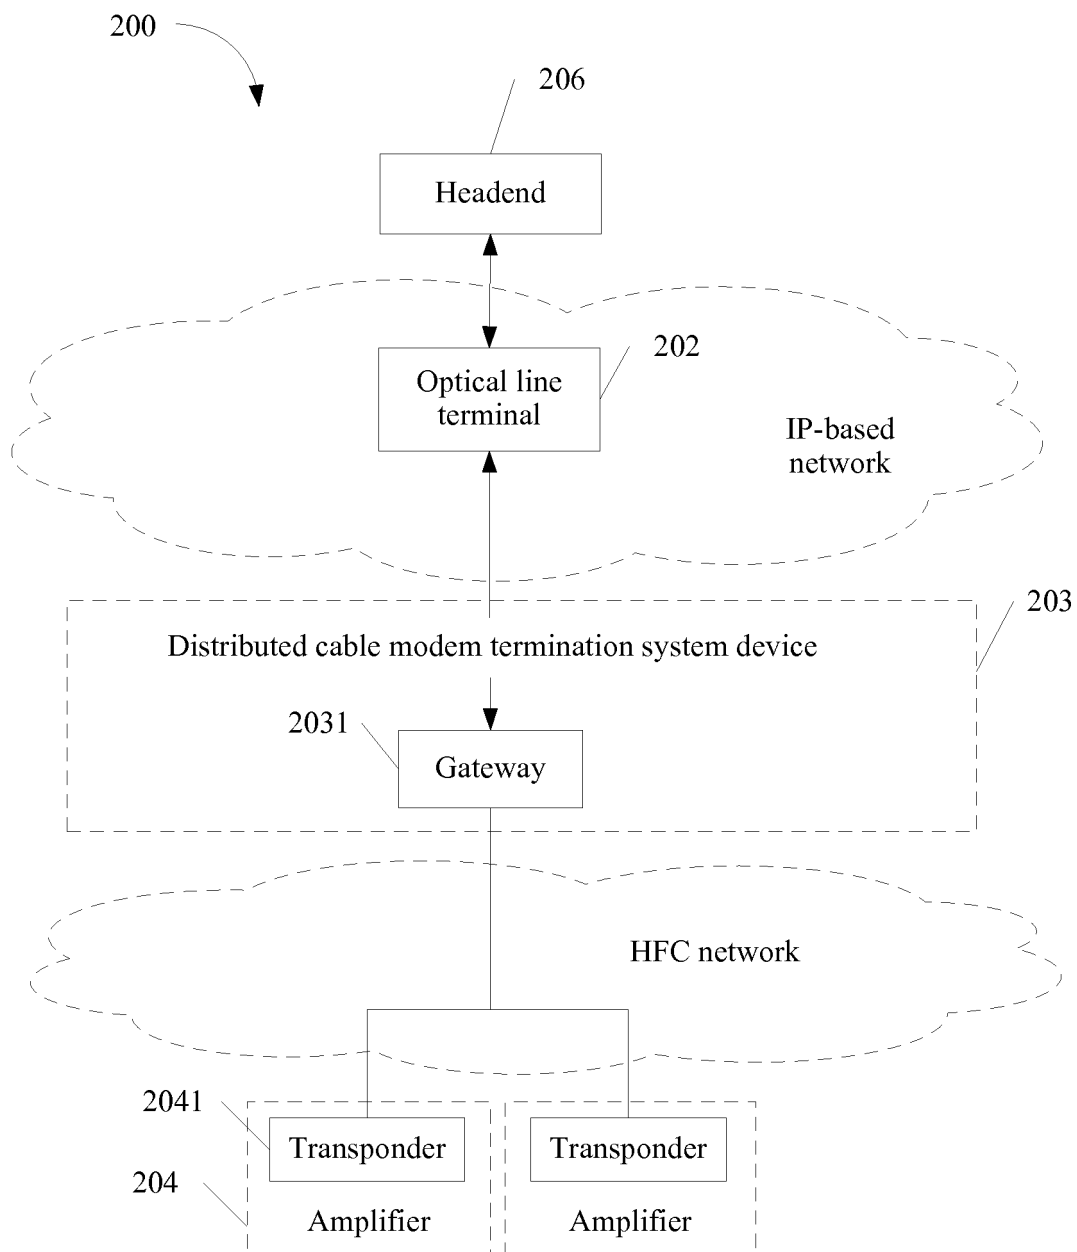 200
206
Headend
202
Optical line
terminal
IP-based
network
203
Distributed cable modem termination system device
2031
Gateway
HFC network
2041
Transponder
Transponder
204
Amplifier
Amplifier